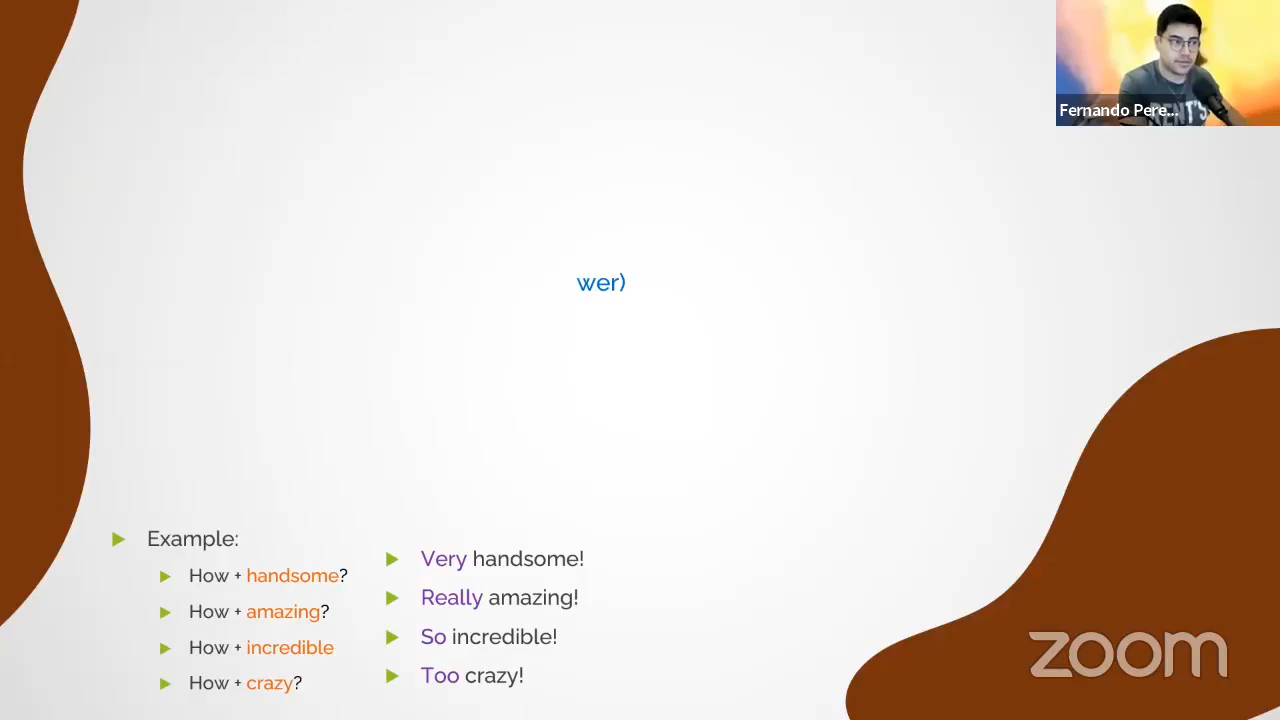 Fernando Pere...
wer)
Example:
How + handsome?
How + amazing?
How + incredible
How + crazy?
Very handsome!
Really amazing!
So incredible!
Too crazy!
zoom